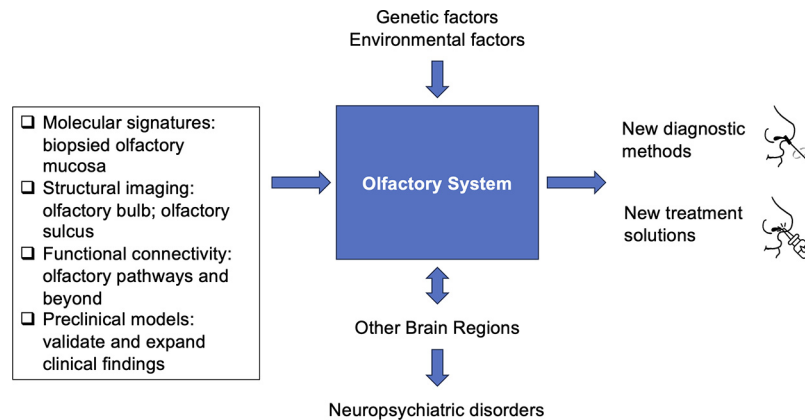 Genetic factors
Environmental factors
❑ Molecular signatures:
biopsied olfactory
mucosa
❑ Structural imaging:
olfactory bulb; olfactory
sulcus
❑ Functional connectivity:
olfactory pathways and
beyond
❑ Preclinical models:
validate and expand
clinical findings
Olfactory System
New diagnostic
methods
New treatment
solutions
Other Brain Regions
Neuropsychiatric disorders